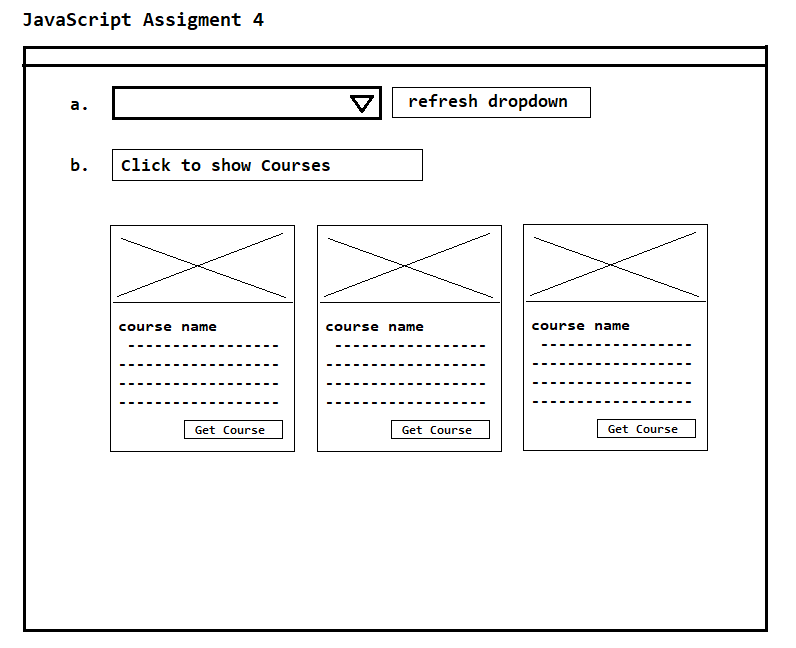 JavaScript Assigment 4
a. refresh dropdown
b. Click to show Courses
course name course name course name
Get Course Get Course Get Course